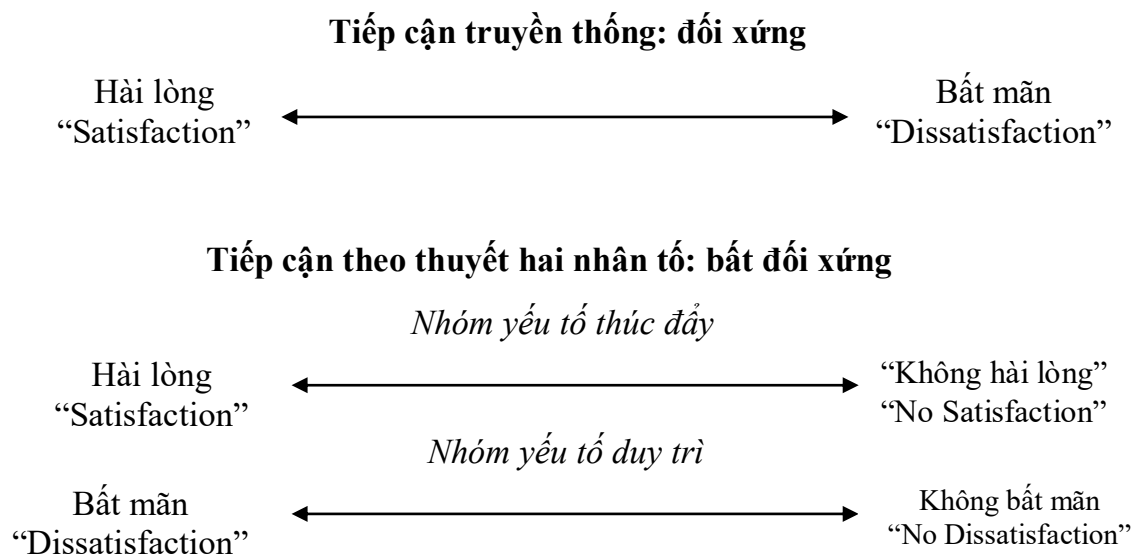 Tiếp cận truyền thống: đối xứng
Hài lòng
“Satisfaction”
Bất mãn
“Dissatisfaction”
Tiếp cận theo thuyết hai nhân tố: bất đối xứng
Nhóm yếu tố thúc đẩy
Hài lòng
“Satisfaction”
“Không hài lòng”
“No Satisfaction”
Nhóm yếu tố duy trì
Bất mãn
“Dissatisfaction”
Không bất mãn
“No Dissatisfaction”